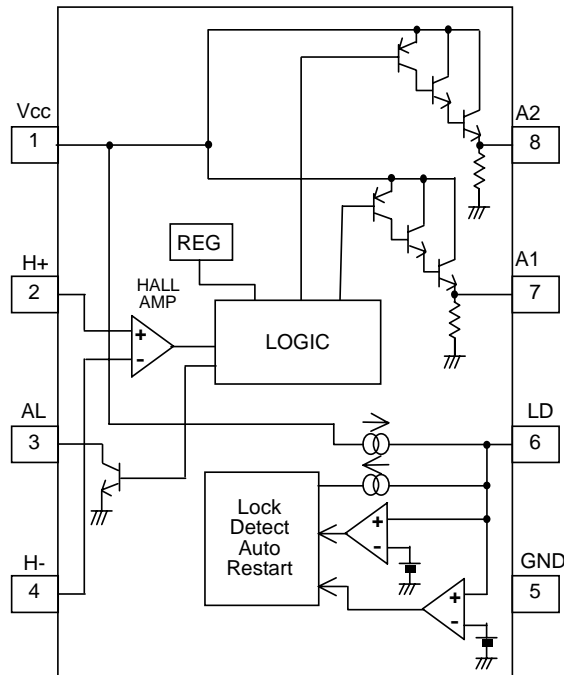 Vcc
1
A2
8
REG
H+
2
HALL
AMP
+
-
LOGIC
A1
7
AL
3
LD
6
Lock
Detect
Auto
Restart
+
-
H-
4
GND
5
+
-